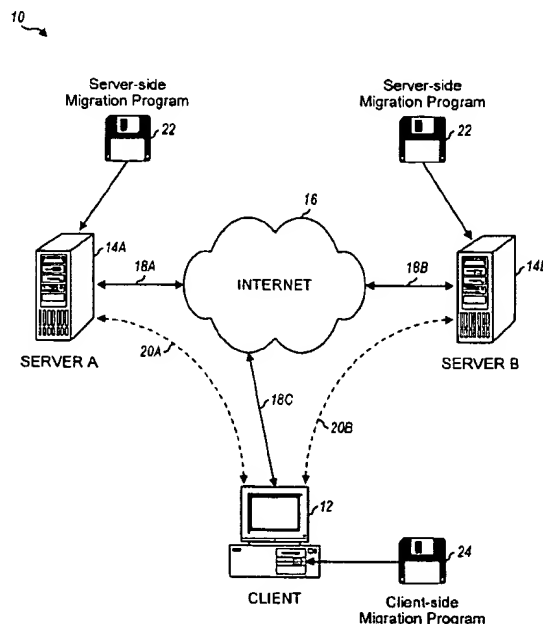 10
Server-side
Migration Program
22
Server-side
Migration Program
22
16
14A
18A
INTERNET
18B
SERVER A
SERVER B
20A
18C
20B
12
CLIENT
24
Client-side
Migration Program